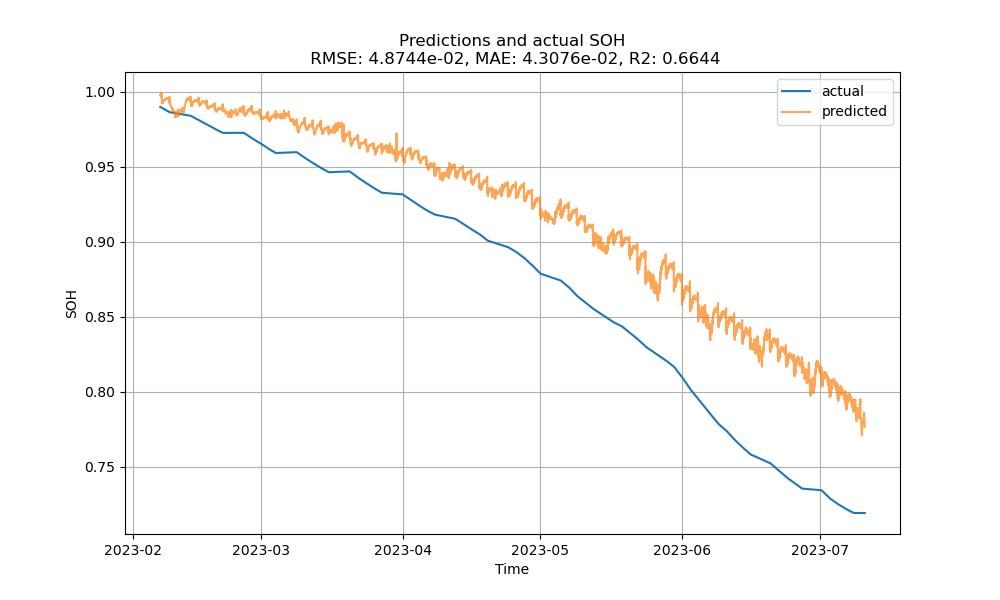 Predictions and actual SOH
RMSE: 4.8744e-02, MAE: 4.3076e-02, R2: 0.6644
actual
predicted
1.00
0.95
0.90
0.85
0.80
0.75
SOH
2023-02 2023-03 2023-04 2023-05 2023-06 2023-07
Time